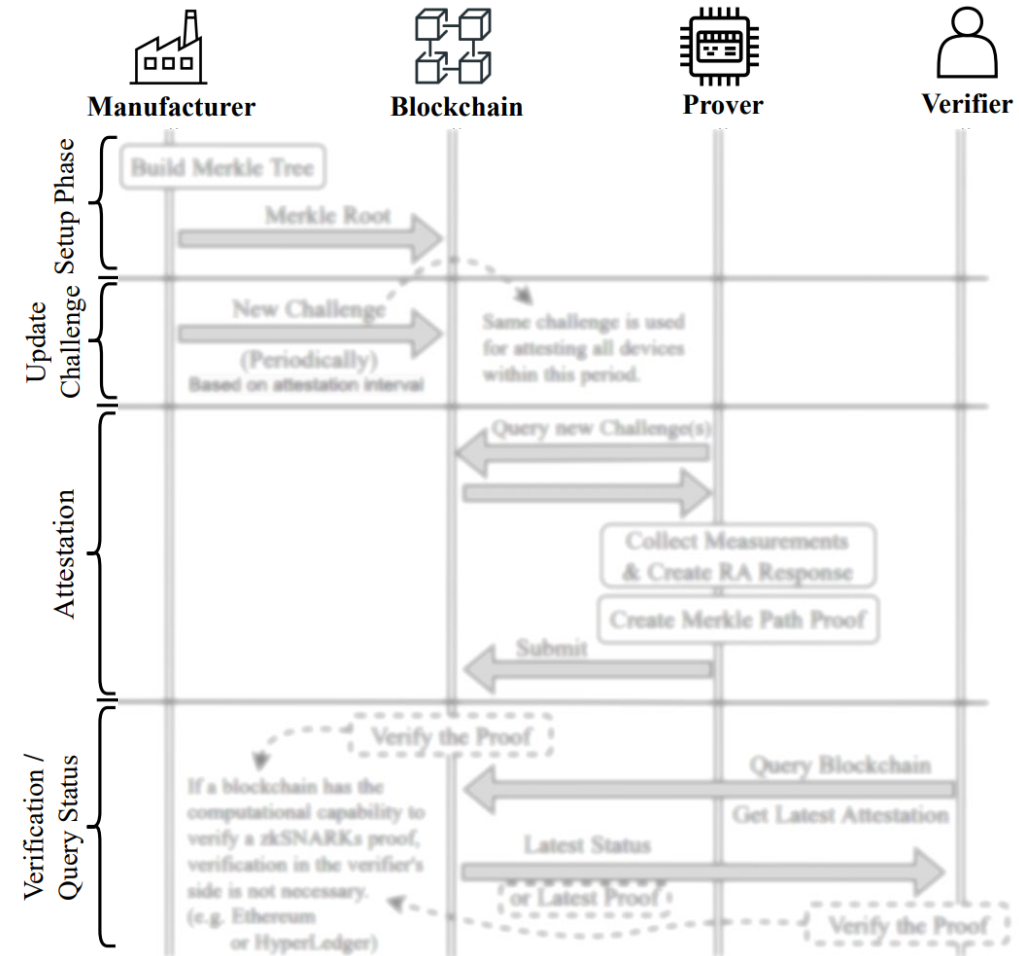 Manufacturer
Blockchain
Prover
Verifier
Setup Phase
Build Merkle Tree
Merkle Root
Update
Challenge
New Challenge
(Periodically)
Based on attestation interval
Same challenge is used
for attesting all devices
within this period.
Attestation
Query new Challenge(s)
Collect Measurements
& Create RA Response
Create Merkle Path Proof
Submit
Verification /
Query Status
Verify the Proof
If a blockchain has the
computational capability to
verify a zkSNARKs proof,
verification in the verifier's
side is not necessary.
(e.g. Ethereum
or HyperLedger)
Query Blockchain
Get Latest Attestation
Latest Status
or Latest Proof
Verify the Proof